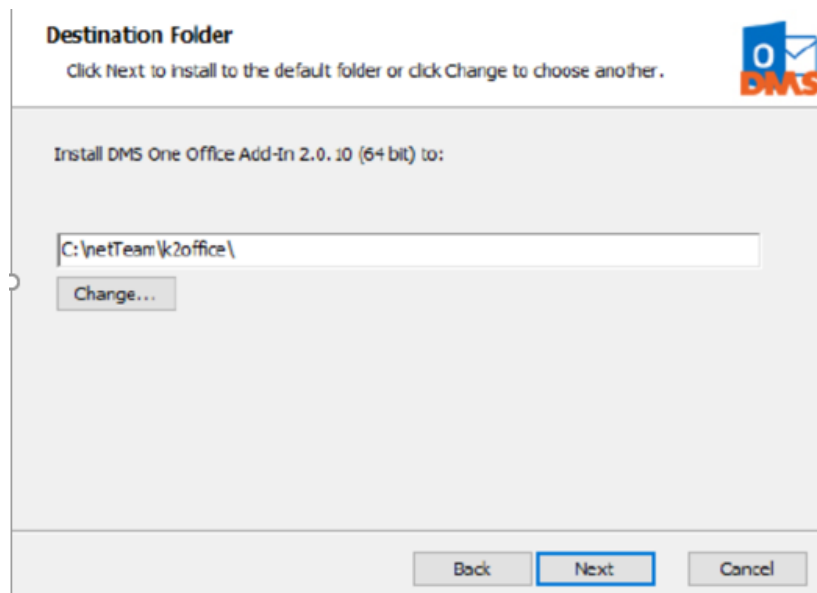 Destination Folder
Click Next to install to the default folder or click Change to choose another.
O
DMS
Install DMS One Office Add-In 2.0.10 (64 bit) to:
C:\netTeam\k2office\
Change...
Back Next Cancel